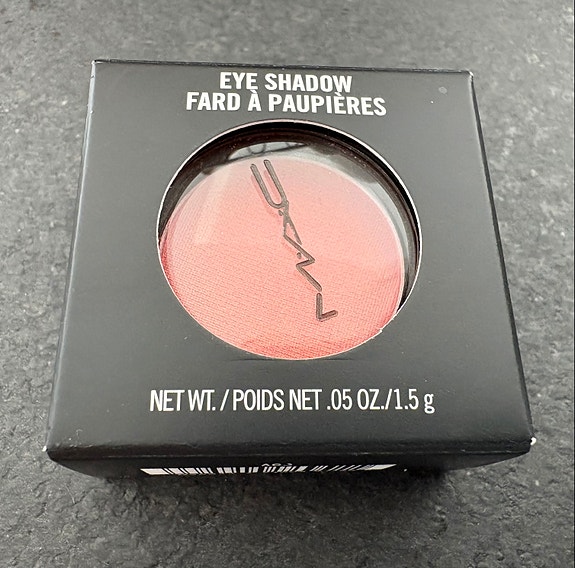 EYE SHADOW
FARD À PAUPIÈRES
MAC
NET WT. / POIDS NET .05 OZ./1.5 g